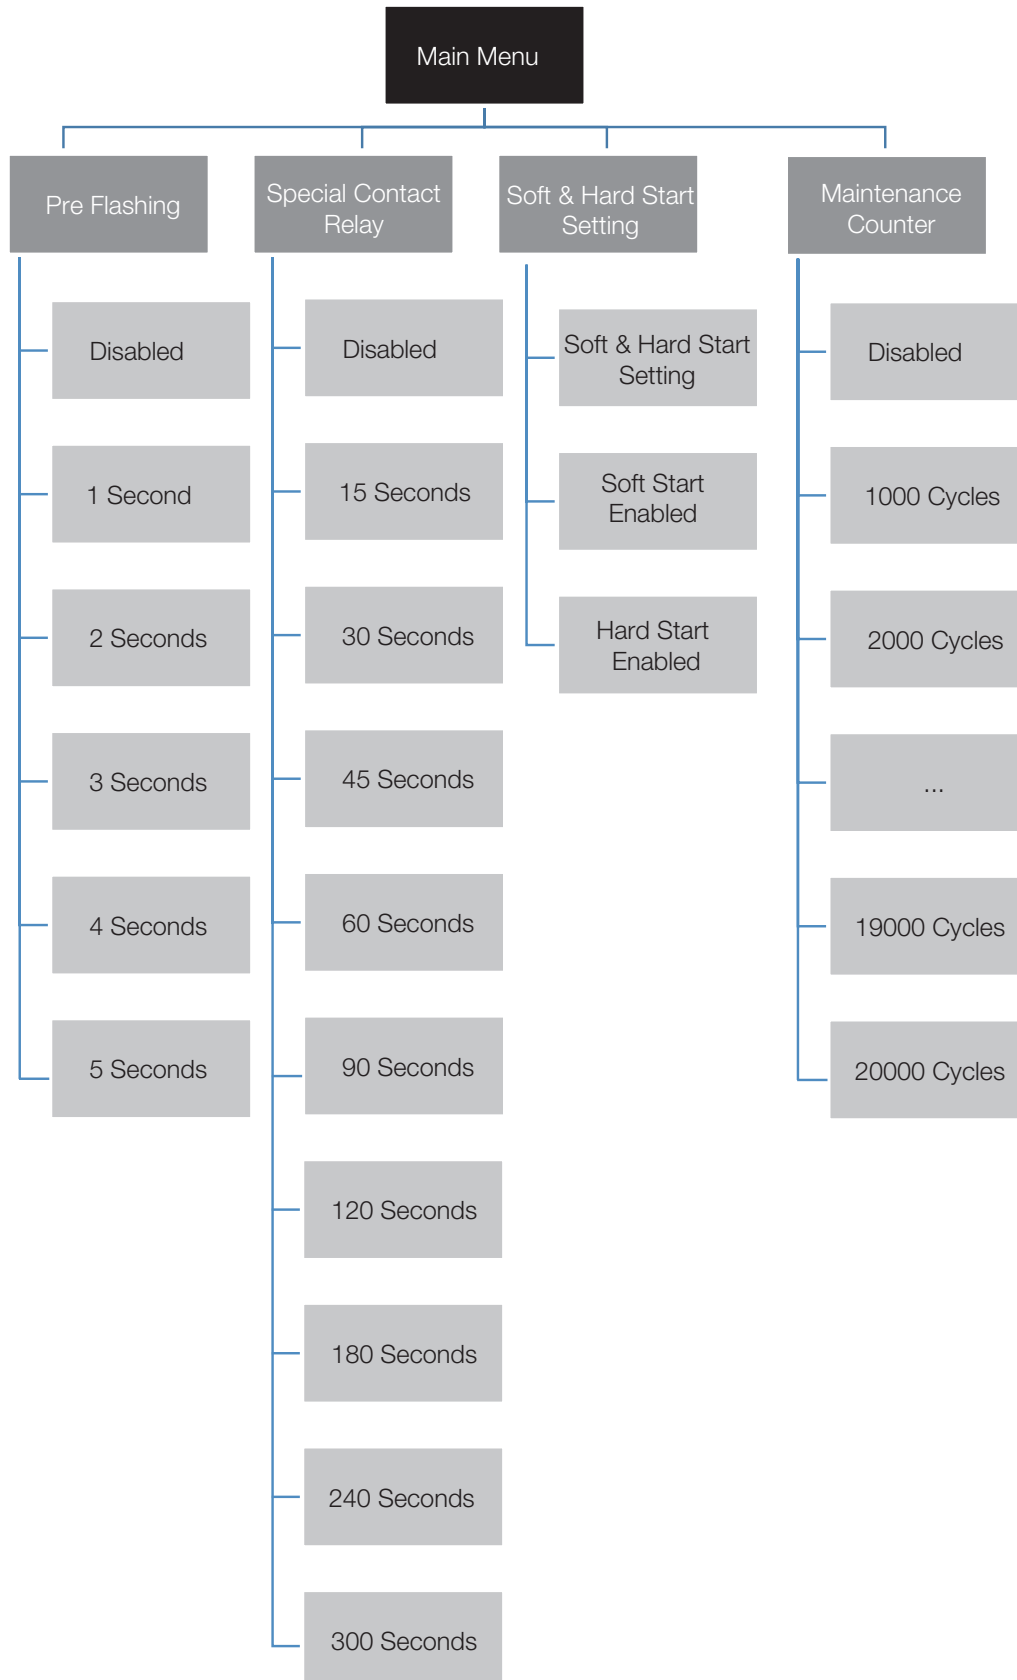 Main Menu
Pre Flashing
Special Contact
Relay
Soft & Hard Start
Setting
Maintenance
Counter
Disabled
1 Second
2 Seconds
3 Seconds
4 Seconds
5 Seconds
Disabled
15 Seconds
30 Seconds
45 Seconds
60 Seconds
90 Seconds
120 Seconds
180 Seconds
240 Seconds
300 Seconds
Soft & Hard Start
Setting
Soft Start
Enabled
Hard Start
Enabled
Disabled
1000 Cycles
2000 Cycles
...
19000 Cycles
20000 Cycles